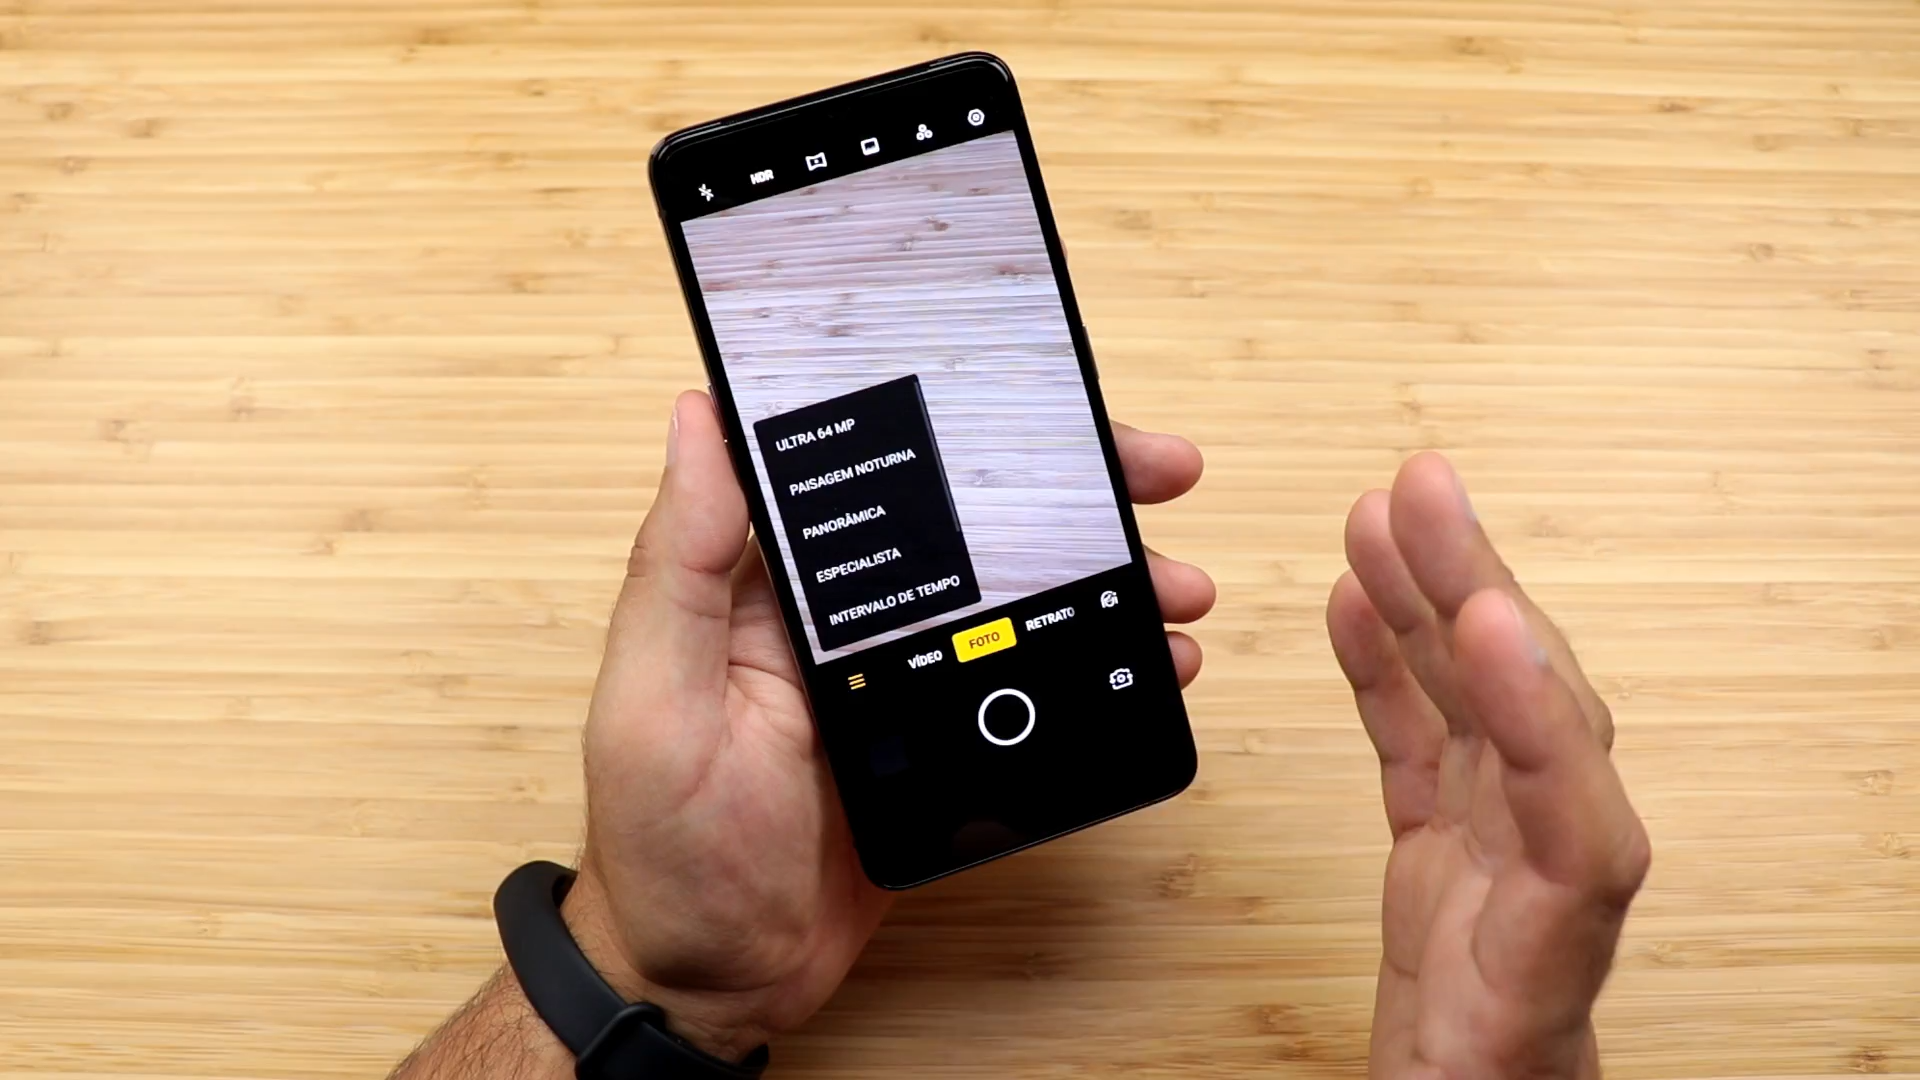 HDR
ULTRA 64 MP
PAISAGEM NOTURNA
PANORÂMICA
ESPECIALISTA
INTERVALO DE TEMPO
VÍDEO FOTO RETRATO